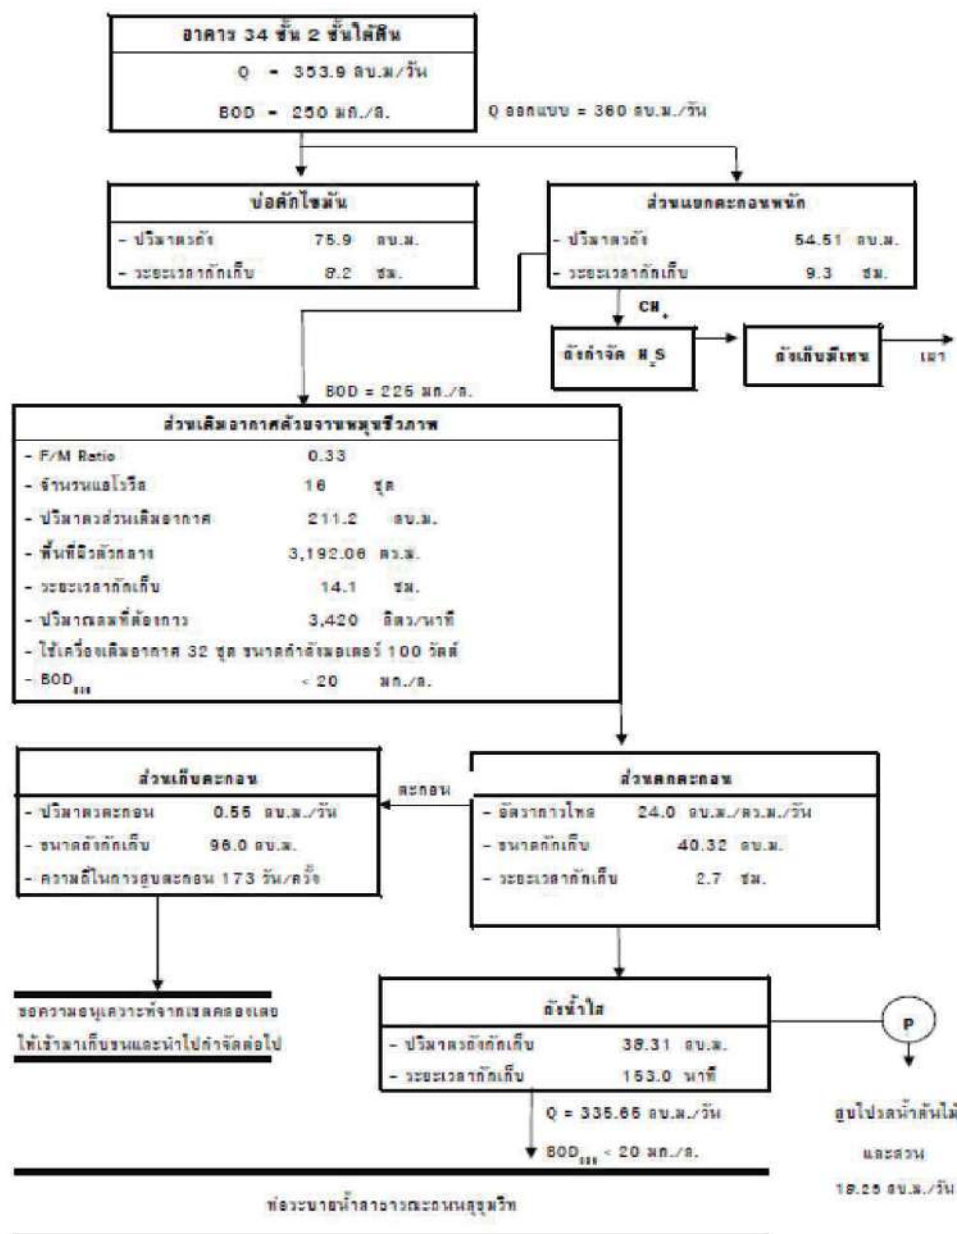 อาคาร 34 ชั้น 2 ชั้นใต้ดิน
Q = 353.9 ลบ.ม/วัน
BOD = 250 มก./ล.
Q ออกแบบ = 360 ลบ.ม./วัน
บ่อดักไขมัน
- ปริมาตรถัง 75.9 ลบ.ม.
- ระยะเวลากักเก็บ 8.2 ชม.
ส่วนแยกตะกอนหนัก
- ปริมาตรถัง 54.51 ลบ.ม.
- ระยะเวลากักเก็บ 9.3 ชม.
CH₄
ถังกำจัด H₂S
ถังเก็บมีเทน
เผา
BOD = 225 มก./ล.
ส่วนเติมอากาศด้วยจานหมุนชีวภาพ
- F/M Ratio 0.33
- จำนวนแอโรวีล 16 ชุด
- ปริมาตรส่วนเติมอากาศ 211.2 ลบ.ม.
- พื้นที่ผิวตัวกลาง 3,192.06 ตร.ม.
- ระยะเวลากักเก็บ 14.1 ชม.
- ปริมาณลมที่ต้องการ 3,420 ลิตร/นาที
- ใช้เครื่องเติมอากาศ 32 ชุด ขนาดกำลังมอเตอร์ 100 วัตต์
- BOD < 20 มก./ล.
ส่วนเก็บตะกอน
- ปริมาตรตะกอน 0.55 ลบ.ม./วัน
- ขนาดถังกักเก็บ 96.0 ลบ.ม.
- ความถี่ในการสูบตะกอน 173 วัน/ครั้ง
ตะกอน
ส่วนตกตะกอน
- อัตราการไหล 24.0 ลบ.ม./ตร.ม./วัน
- ขนาดกักเก็บ 40.32 ลบ.ม.
- ระยะเวลากักเก็บ 2.7 ชม.
ขอความอนุเคราะห์จากเขตคลองเตย
ให้เข้ามาเก็บขนและนำไปกำจัดต่อไป
ถังน้ำใส
- ปริมาตรถังกักเก็บ 38.31 ลบ.ม.
- ระยะเวลากักเก็บ 153.0 นาที
P
Q = 335.65 ลบ.ม./วัน
BOD < 20 มก./ล.
สูบไปรดน้ำต้นไม้
และสวน
18.25 ลบ.ม./วัน
ท่อระบายน้ำสาธารณะถนนสุขุมวิท